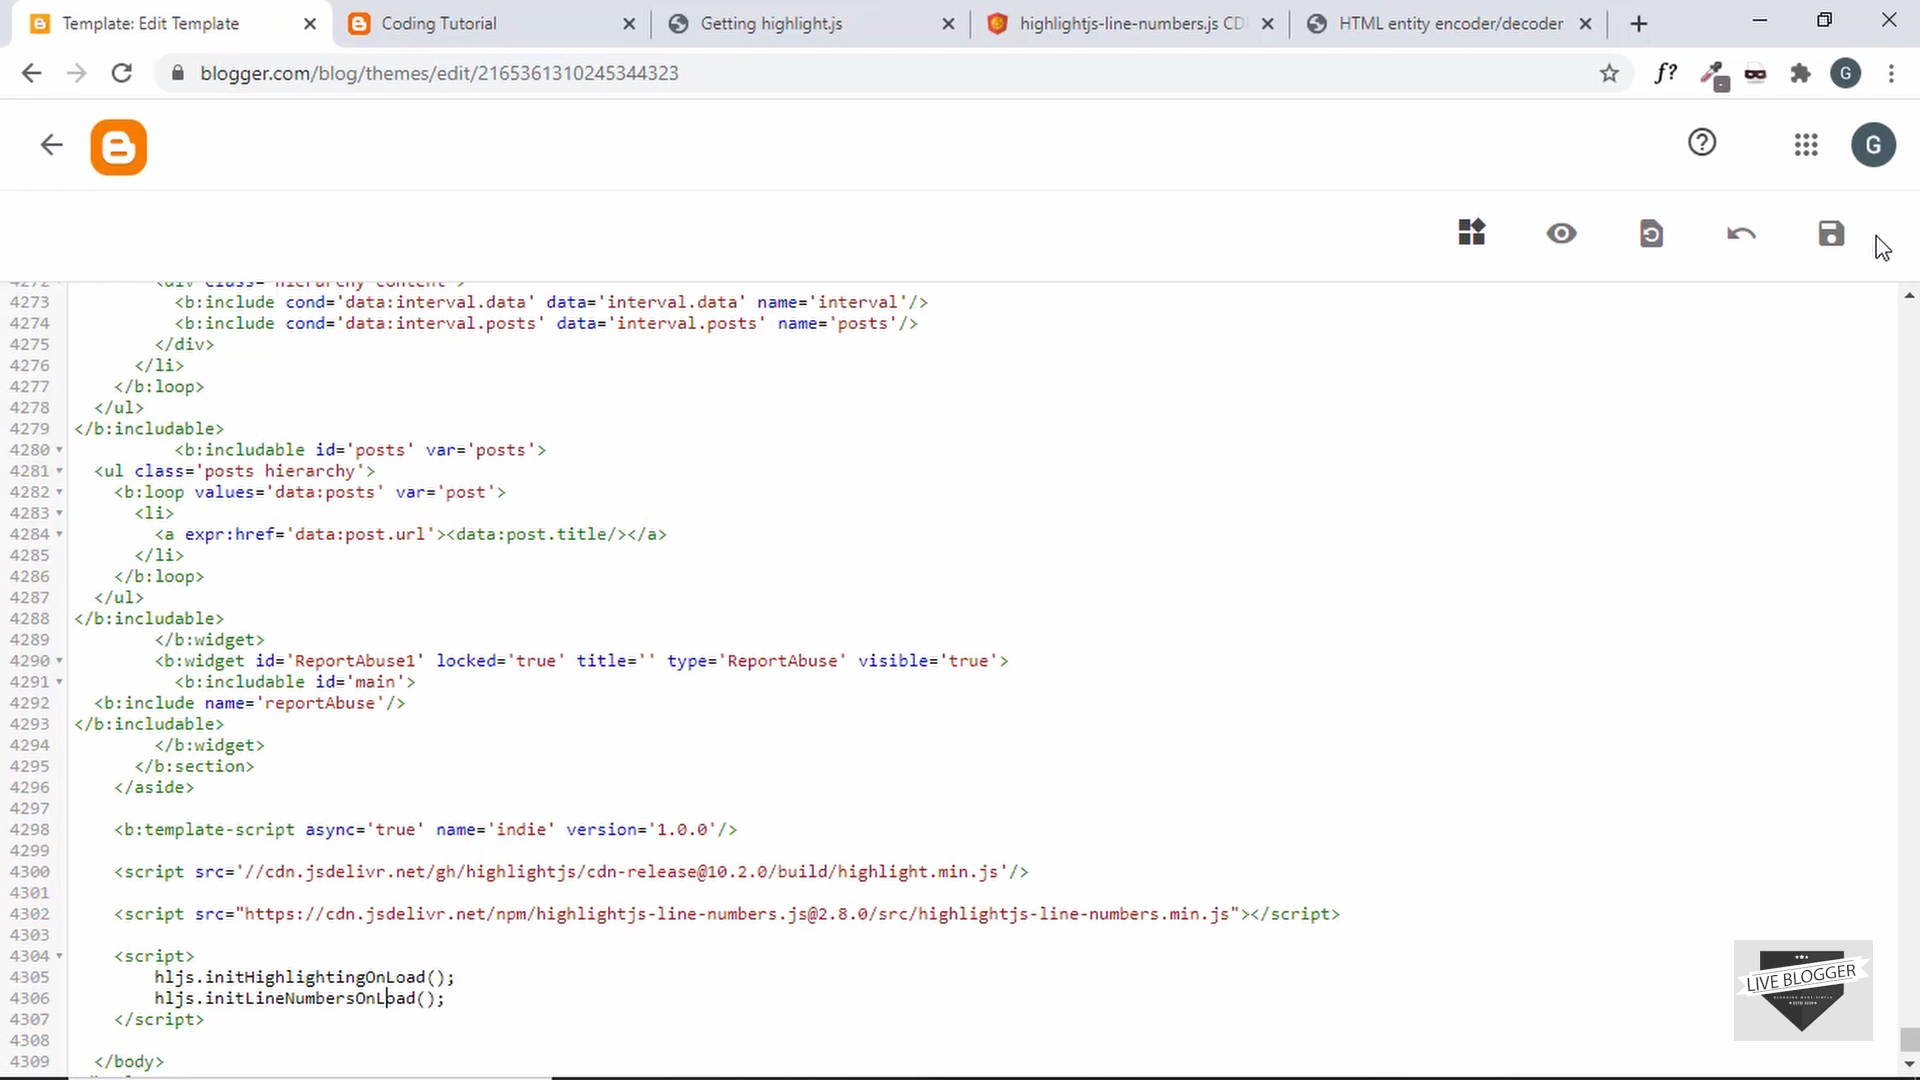 Template: Edit Template
Coding Tutorial
Getting highlight.js
highlightjs-line-numbers.js CD
HTML entity encoder/decoder
blogger.com/blog/themes/edit/2165361310245344323
f?
G
G
4272 <div class='hierarchy-content'>
4273 <b:include cond='data:interval.data' data='interval.data' name='interval'/>
4274 <b:include cond='data:interval.posts' data='interval.posts' name='posts'/>
4275 </div>
4276 </li>
4277 </b:loop>
4278 </ul>
4279 </b:includable>
4280 <b:includable id='posts' var='posts'>
4281 <ul class='posts hierarchy'>
4282 <b:loop values='data:posts' var='post'>
4283 <li>
4284 <a expr:href='data:post.url'><data:post.title/></a>
4285 </li>
4286 </b:loop>
4287 </ul>
4288 </b:includable>
4289 </b:widget>
4290 <b:widget id='ReportAbuse1' locked='true' title='' type='ReportAbuse' visible='true'>
4291 <b:includable id='main'>
4292 <b:include name='reportAbuse'/>
4293 </b:includable>
4294 </b:widget>
4295 </b:section>
4296 </aside>
4297
4298 <b:template-script async='true' name='indie' version='1.0.0'/>
4299
4300 <script src='//cdn.jsdelivr.net/gh/highlightjs/cdn-release@10.2.0/build/highlight.min.js'/>
4301
4302 <script src="https://cdn.jsdelivr.net/npm/highlightjs-line-numbers.js@2.8.0/src/highlightjs-line-numbers.min.js"></script>
4303
4304 <script>
4305 hljs.initHighlightingOnLoad();
4306 hljs.initLineNumbersOnLoad();
4307 </script>
4308
4309 </body>
LIVE BLOGGER